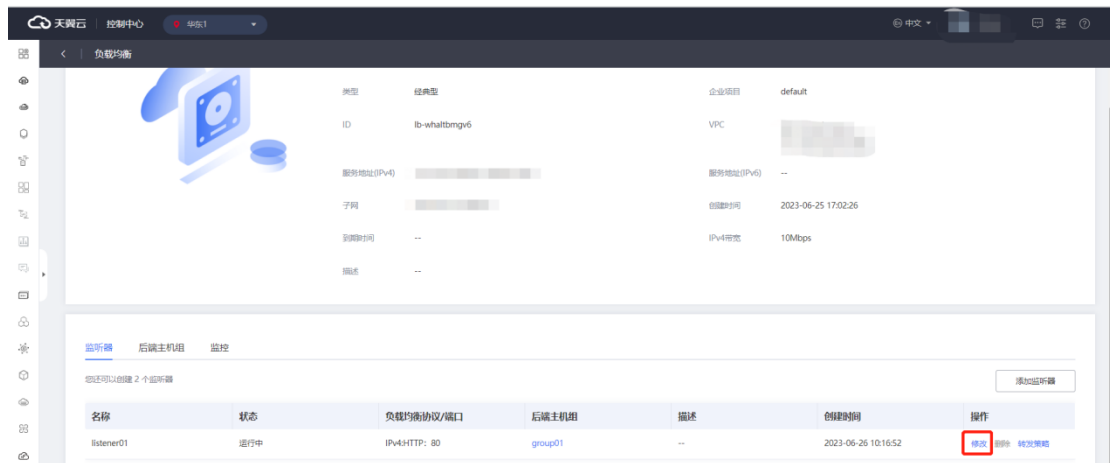 天翼云 控制中心 华东1 中文
负载均衡
类型 经典型 企业项目 default
ID lb-whaltbmgv6 VPC
服务地址(IPv4) 服务地址(IPv6) --
子网 创建时间 2023-06-25 17:02:26
到期时间 -- IPv4带宽 10Mbps
描述 --
监听器 后端主机组 监控
您还可以创建 2 个监听器 添加监听器
名称 状态 负载均衡协议/端口 后端主机组 描述 创建时间 操作
listener01 运行中 IPv4:HTTP: 80 group01 -- 2023-06-26 10:16:52 修改 删除 转发策略